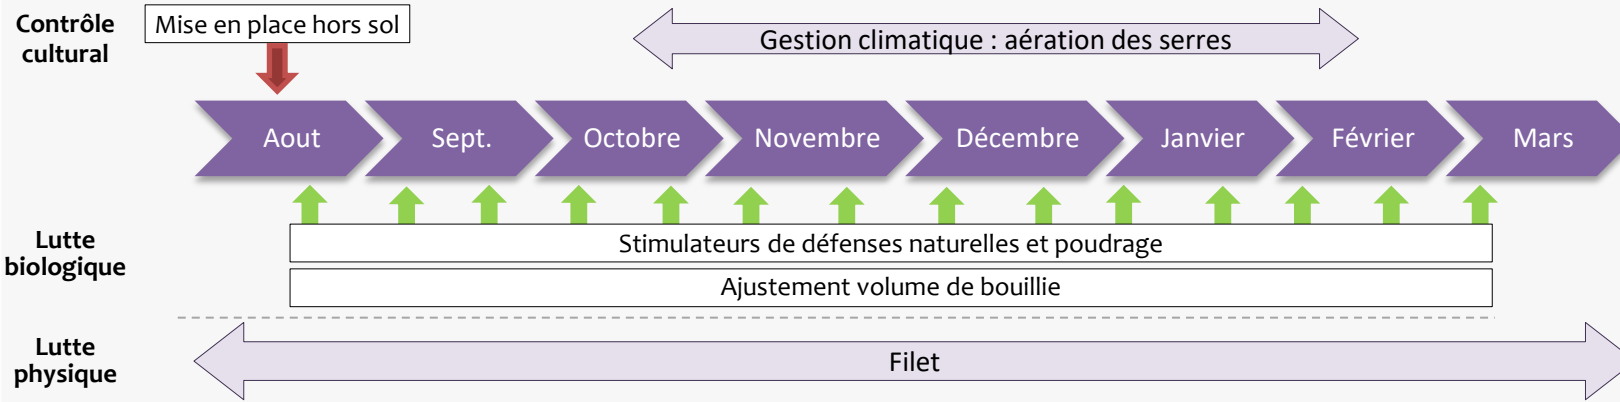 Contrôle
cultural
Mise en place hors sol
Gestion climatique : aération des serres
Aout
Sept.
Octobre
Novembre
Décembre
Janvier
Février
Mars
Lutte
biologique
Stimulateurs de défenses naturelles et poudrage
Ajustement volume de bouillie
Lutte
physique
Filet